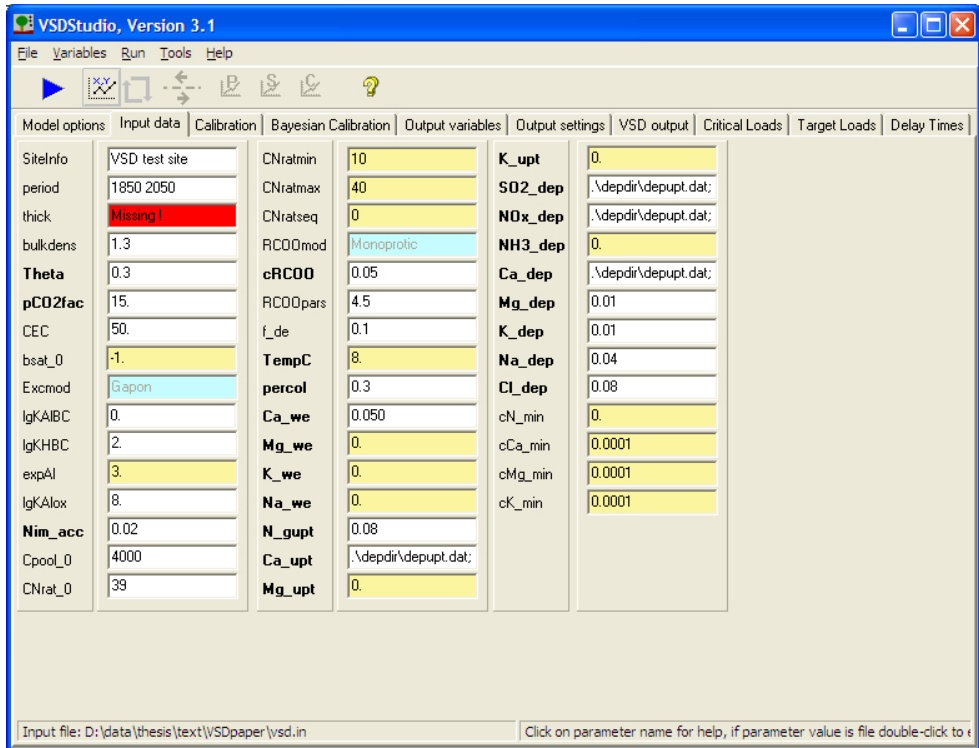 VSDStudio, Version 3.1
File Variables Run Tools Help
X,Y P S C ?
Model options Input data Calibration Bayesian Calibration Output variables Output settings VSD output Critical Loads Target Loads Delay Times
SiteInfo VSD test site CNratmin 10 K_upt 0.
period 1850 2050 CNratmax 40 SO2_dep .\depdir\depupt.dat;
thick Missing ! CNratseq 0 NOx_dep .\depdir\depupt.dat;
bulkdens 1.3 RCOOmod Monoprotic NH3_dep 0.
Theta 0.3 cRCOO 0.05 Ca_dep .\depdir\depupt.dat;
pCO2fac 15. RCOOpars 4.5 Mg_dep 0.01
CEC 50. f_de 0.1 K_dep 0.01
bsat_0 -1. TempC 8. Na_dep 0.04
Excmod Gapon percol 0.3 Cl_dep 0.08
lgKAlBC 0. Ca_we 0.050 cN_min 0.
lgKHBC 2. Mg_we 0. cCa_min 0.0001
expAl 3. K_we 0. cMg_min 0.0001
lgKAlox 8. Na_we 0. cK_min 0.0001
Nim_acc 0.02 N_gupt 0.08
Cpool_0 4000 Ca_upt .\depdir\depupt.dat;
CNrat_0 39 Mg_upt 0.
Input file: D:\data\thesis\text\VSDpaper\vsd.in Click on parameter name for help, if parameter value is file double-click to